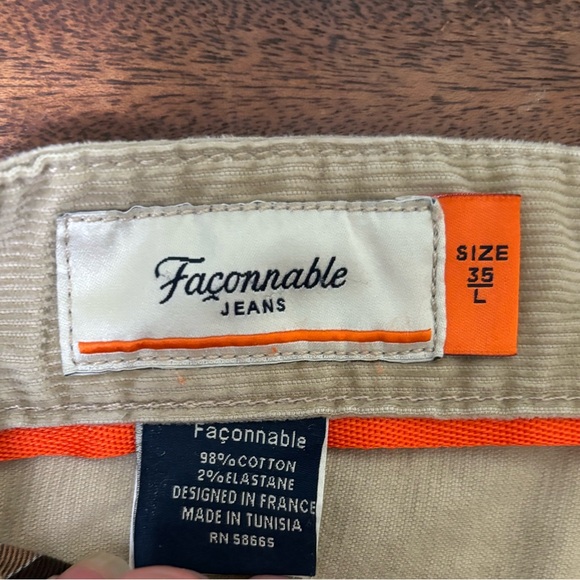 Façonnable
JEANS
SIZE
35
L
Façonnable
98% COTTON
2% ELASTANE
DESIGNED IN FRANCE
MADE IN TUNISIA
RN 58665